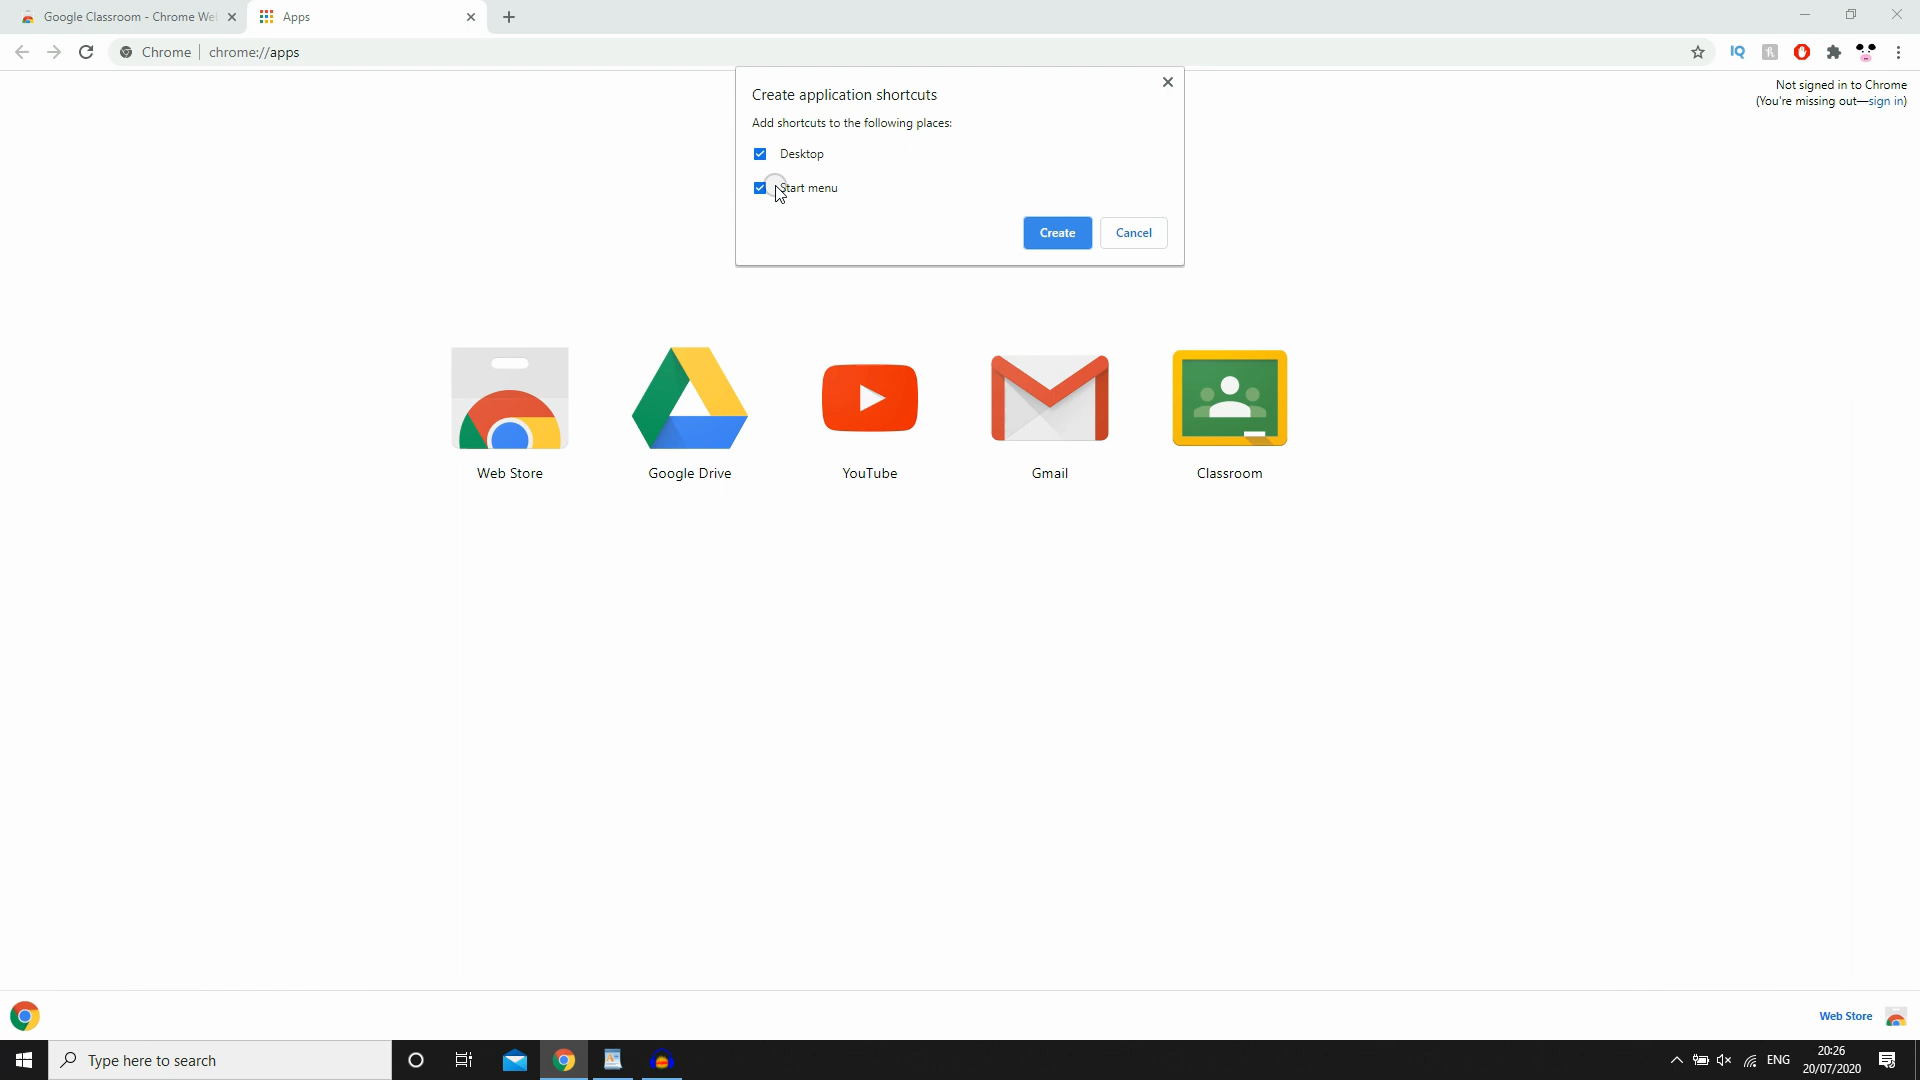 Google Classroom - Chrome We
Apps
Chrome
chrome://apps
IQ
Not signed in to Chrome
(You're missing out—sign in)
Create application shortcuts
Add shortcuts to the following places:
Desktop
Start menu
Create
Cancel
Web Store
Google Drive
YouTube
Gmail
Classroom
Web Store
Type here to search
ENG
20:26
20/07/2020